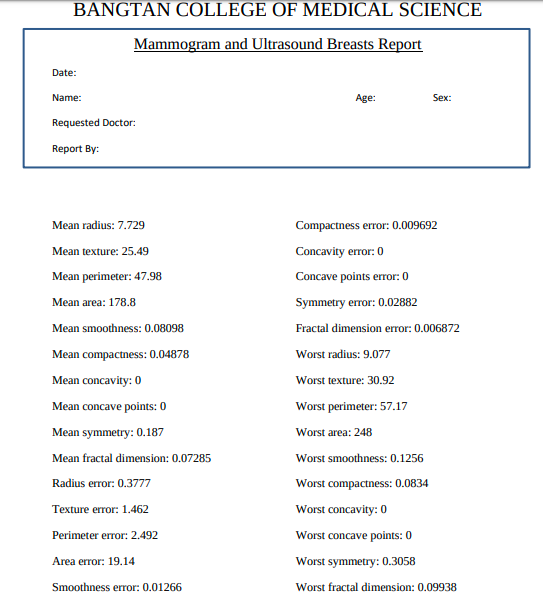 BANGTAN COLLEGE OF MEDICAL SCIENCE
Mammogram and Ultrasound Breasts Report
Date:
Name: Age: Sex:
Requested Doctor:
Report By:
Mean radius: 7.729
Mean texture: 25.49
Mean perimeter: 47.98
Mean area: 178.8
Mean smoothness: 0.08098
Mean compactness: 0.04878
Mean concavity: 0
Mean concave points: 0
Mean symmetry: 0.187
Mean fractal dimension: 0.07285
Radius error: 0.3777
Texture error: 1.462
Perimeter error: 2.492
Area error: 19.14
Smoothness error: 0.01266
Compactness error: 0.009692
Concavity error: 0
Concave points error: 0
Symmetry error: 0.02882
Fractal dimension error: 0.006872
Worst radius: 9.077
Worst texture: 30.92
Worst perimeter: 57.17
Worst area: 248
Worst smoothness: 0.1256
Worst compactness: 0.0834
Worst concavity: 0
Worst concave points: 0
Worst symmetry: 0.3058
Worst fractal dimension: 0.09938